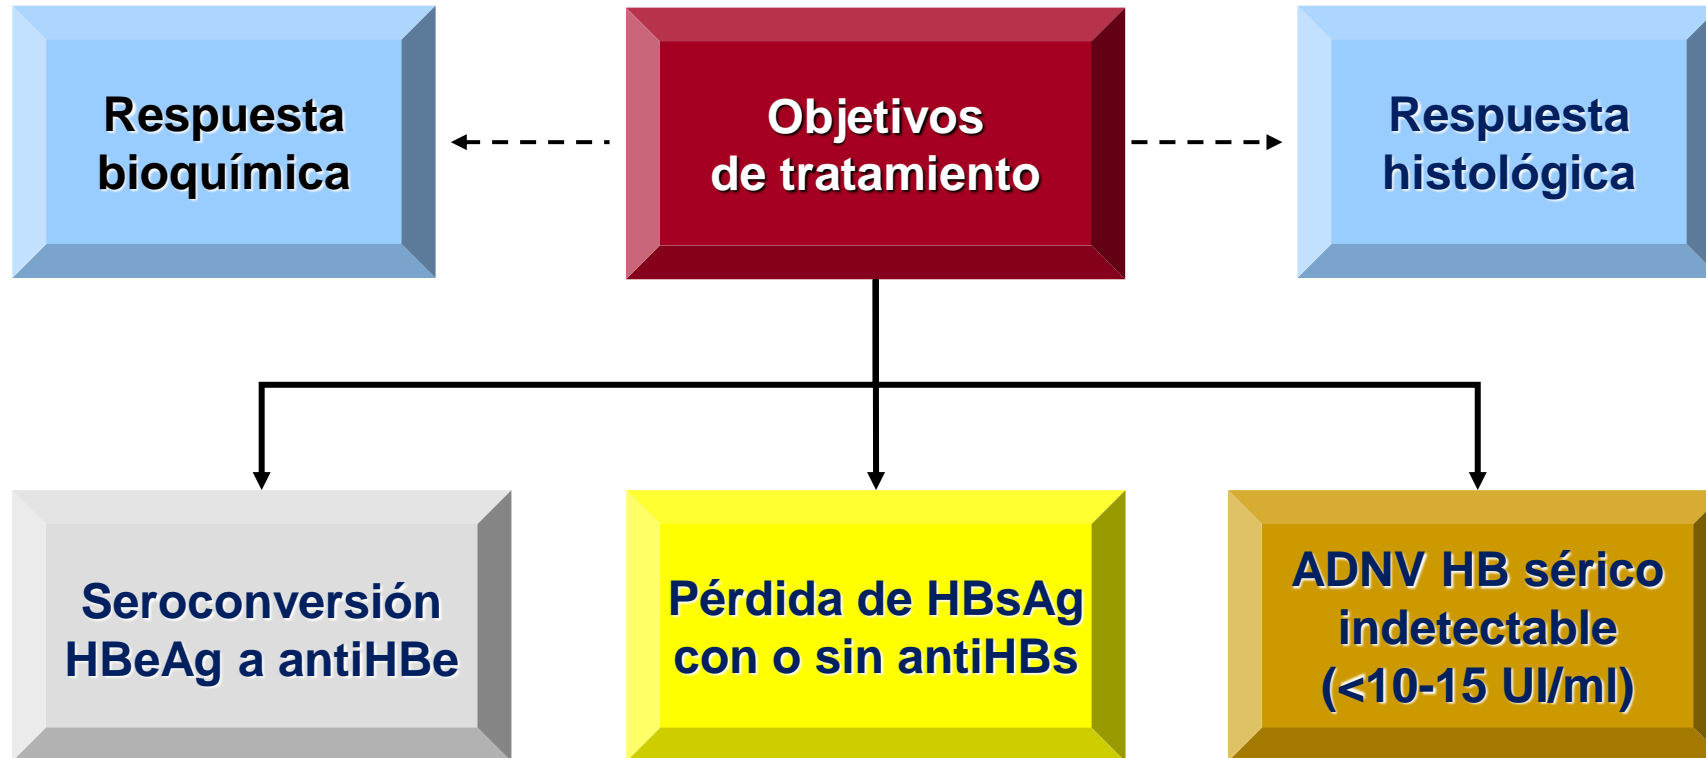 Respuesta
bioquímica
Objetivos
de tratamiento
Respuesta
histológica
Seroconversión
HBeAg a antiHBe
Pérdida de HBsAg
con o sin antiHBs
ADNV HB sérico
indetectable
(<10-15 UI/ml)